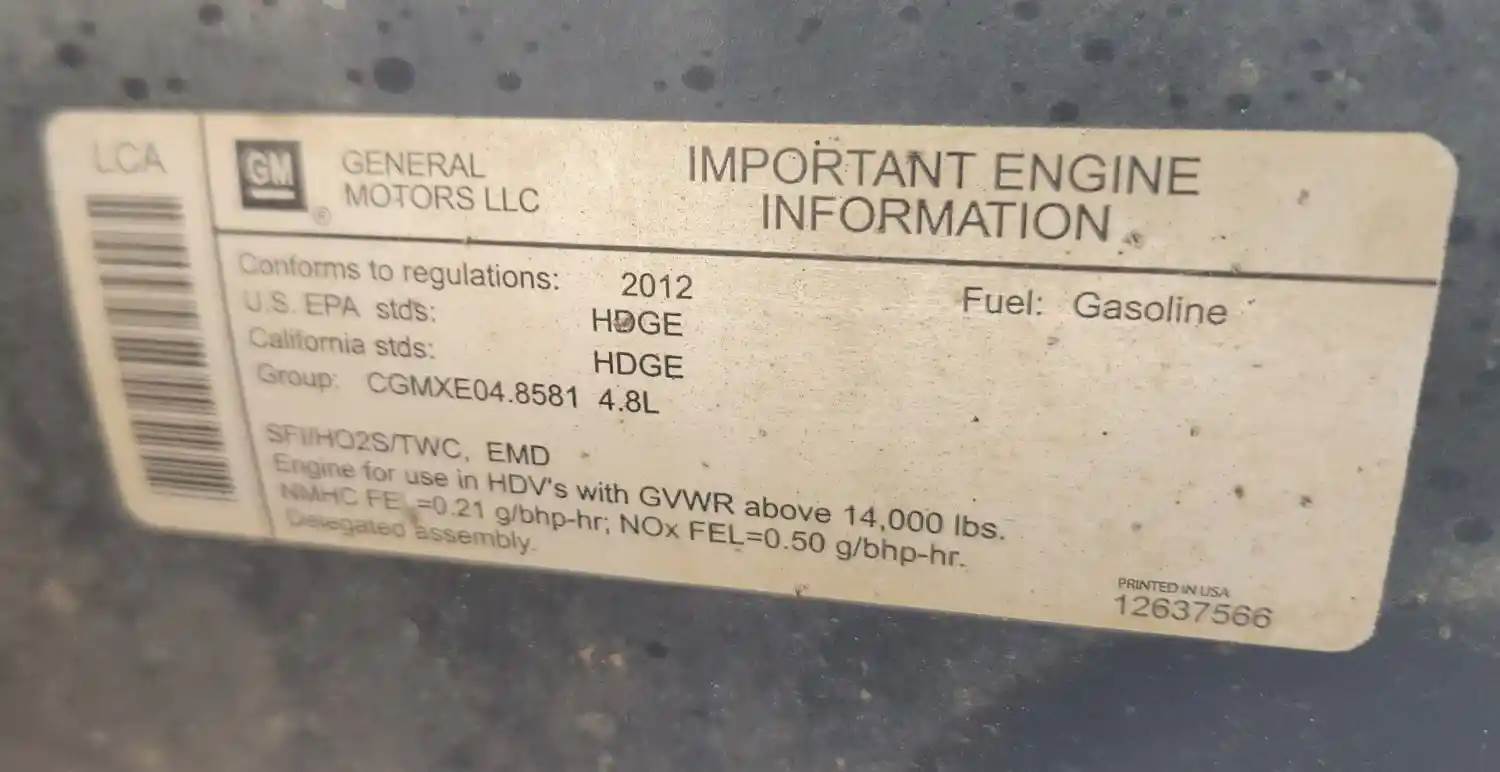 LCA
GM
®
GENERAL
MOTORS LLC
IMPORTANT ENGINE
INFORMATION
Conforms to regulations: 2012
Fuel: Gasoline
U.S. EPA stds: HDGE
California stds: HDGE
Group: CGMXE04.8581 4.8L
SFI/HO2S/TWC, EMD
Engine for use in HDV's with GVWR above 14,000 lbs.
NMHC FEL=0.21 g/bhp-hr; NOx FEL=0.50 g/bhp-hr.
Delegated assembly.
PRINTED IN USA
12637566